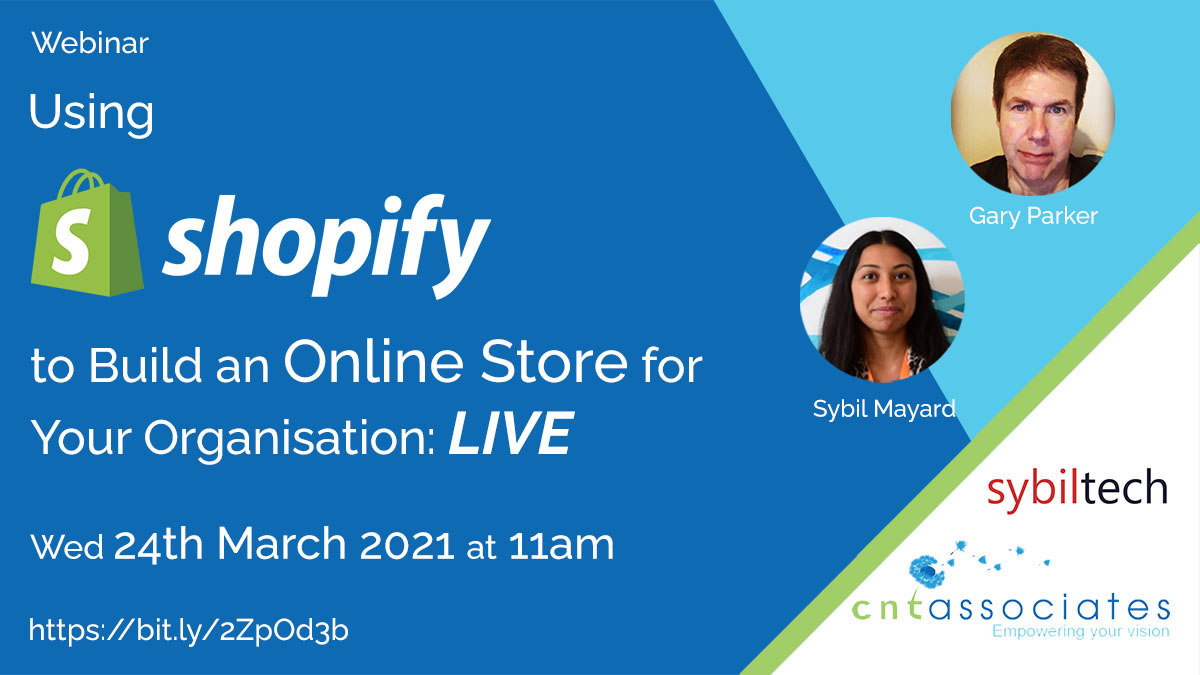 Webinar
Using
S shopify
to Build an Online Store for
Your Organisation: LIVE
Wed 24th March 2021 at 11am
https://bit.ly/2ZpOd3b
Gary Parker
Sybil Mayard
sybiltech
cntassociates
Empowering your vision